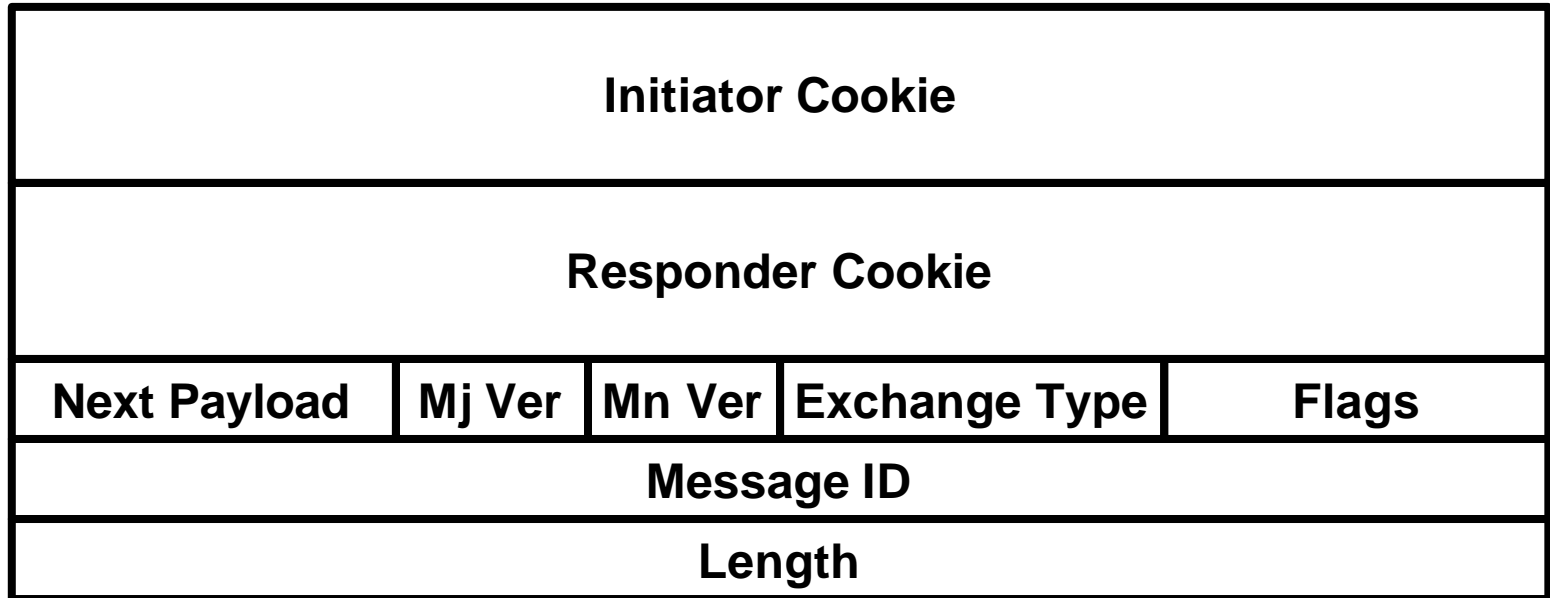 Initiator Cookie
Responder Cookie
Next Payload Mj Ver Mn Ver Exchange Type Flags
Message ID
Length